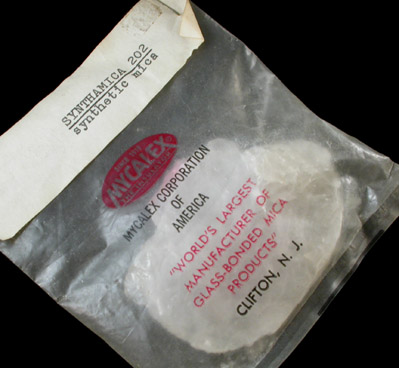 SYNTHAMICA 202
synthetic mica
MYCALEX
MYCALEX CORPORATION
OF
AMERICA
"WORLD'S LARGEST
MANUFACTURER OF
GLASS-BONDED MICA
PRODUCTS"
CLIFTON, N. J.